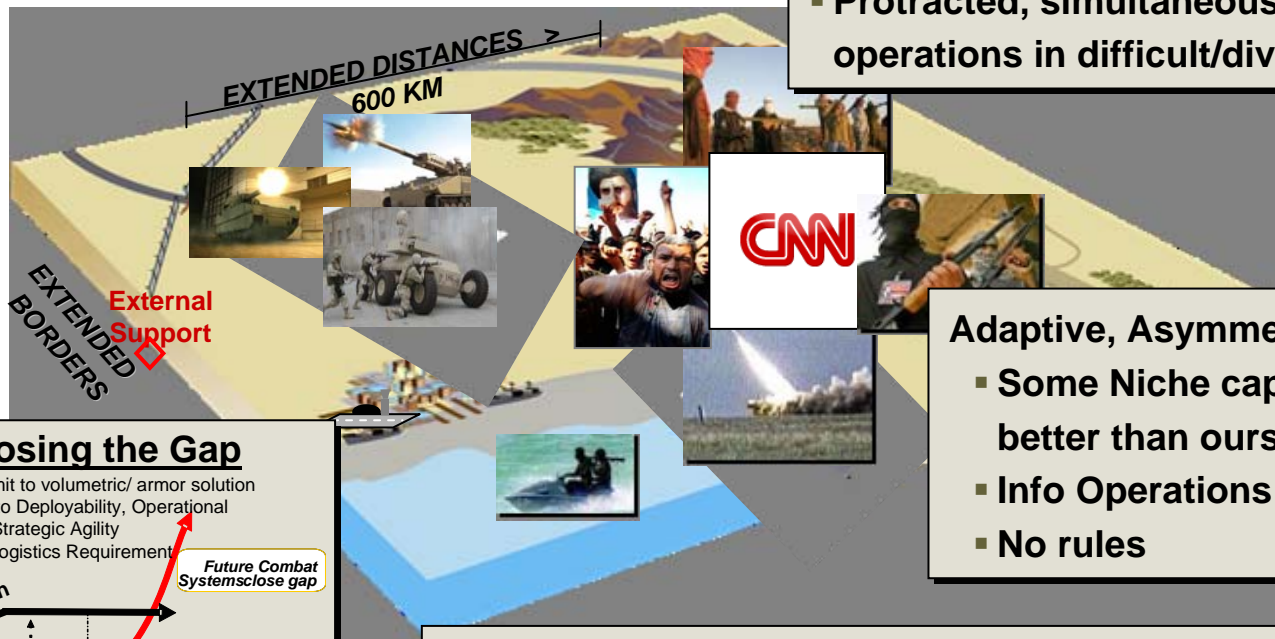 Protracted, simultaneous
operations in difficult/div
EXTENDED DISTANCES >
600 KM
CNN
EXTENDED
BORDERS
External
Support
Adaptive, Asymme
Some Niche cap
better than ours
Info Operations
No rules
osing the Gap
nit to volumetric/ armor solution
o Deployability, Operational
Strategic Agility
ogistics Requirement
Future Combat
Systemsclose gap